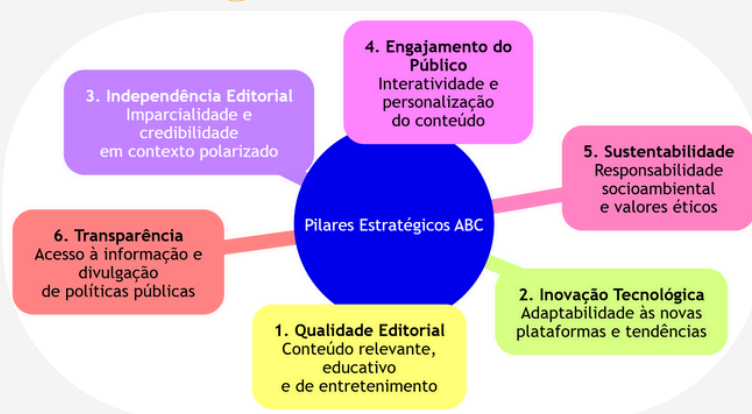 4. Engajamento do
Público
Interatividade e
personalização
do conteúdo
3. Independência Editorial
Imparcialidade e
credibilidade
em contexto polarizado
5. Sustentabilidade
Responsabilidade
socioambiental
e valores éticos
Pilares Estratégicos ABC
6. Transparência
Acesso à informação e
divulgação
de políticas públicas
2. Inovação Tecnológica
Adaptabilidade às novas
plataformas e tendências
1. Qualidade Editorial
Conteúdo relevante,
educativo
e de entretenimento